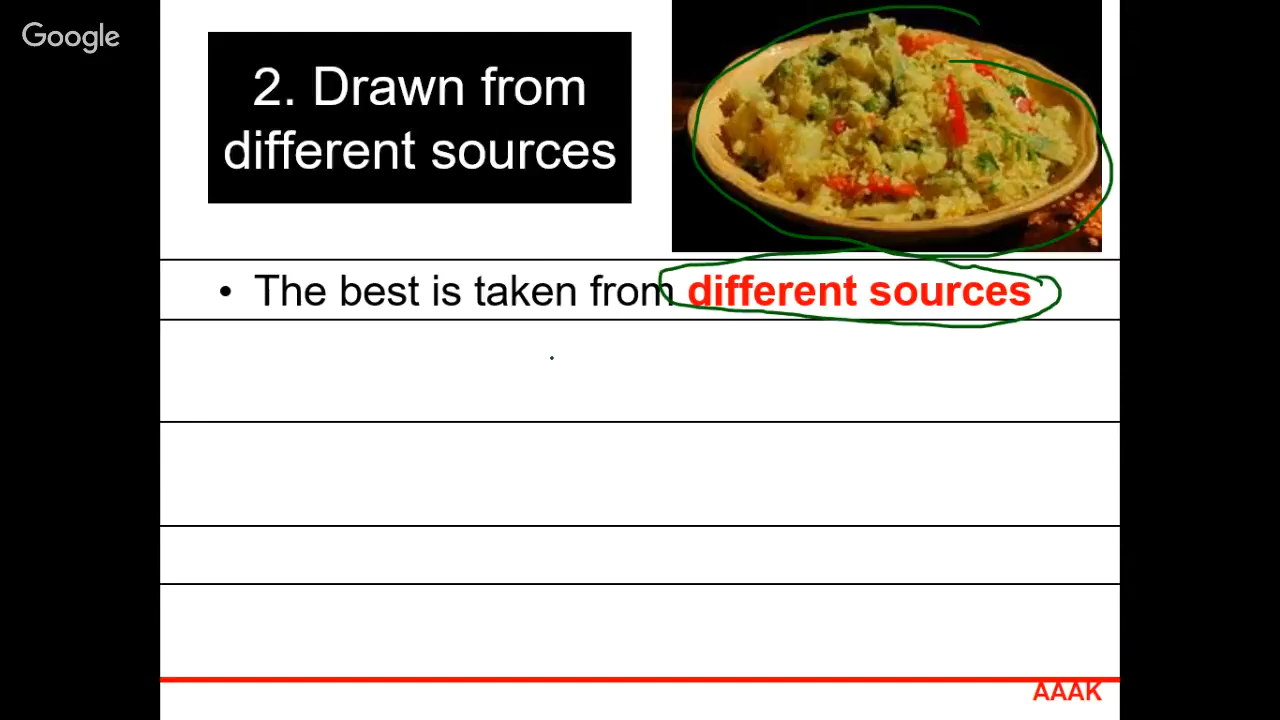 Google
2. Drawn from
different sources
• The best is taken from different sources
AAAK